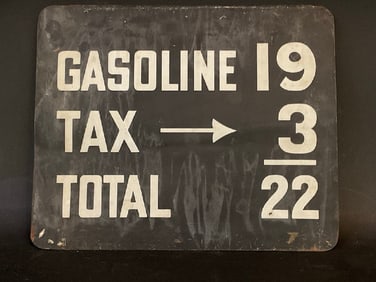 GASOLINE 19
TAX → 3
TOTAL 22